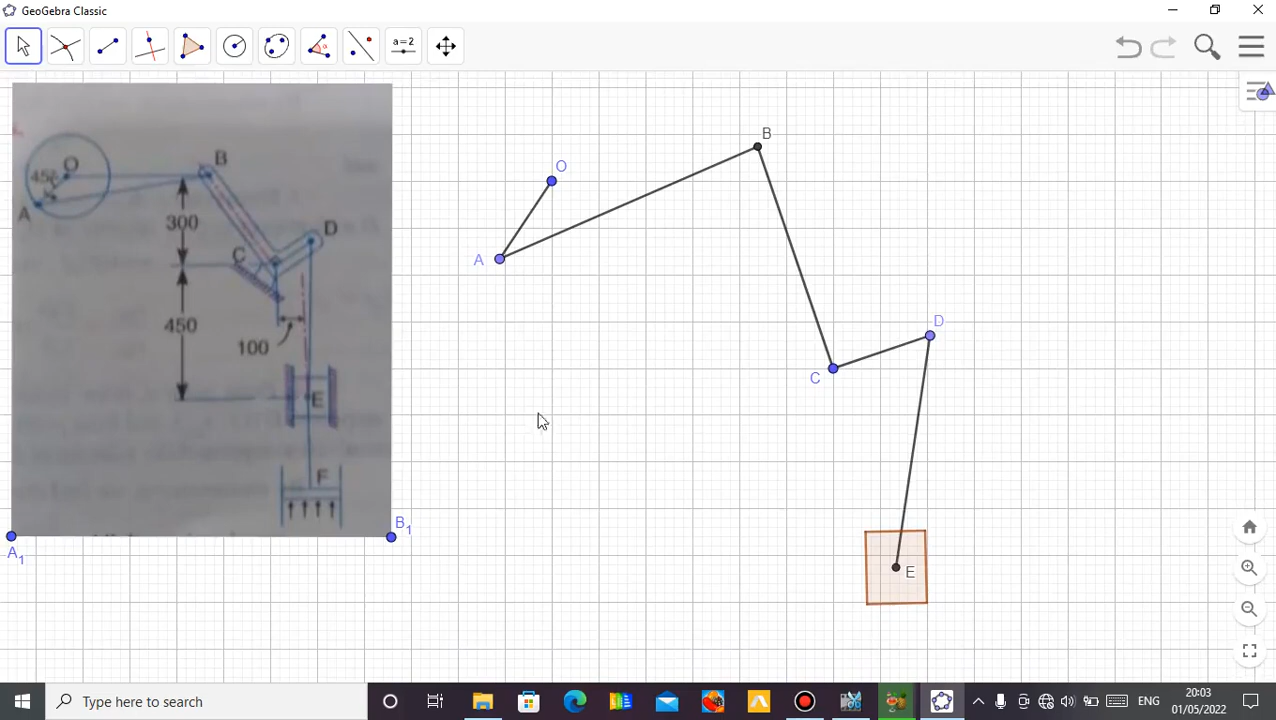 GeoGebra Classic
a=2
O
45°
A
B
300
C
D
450
100
E
F
A1
B1
O
A
B
C
D
E
Type here to search
ENG
20:03
01/05/2022